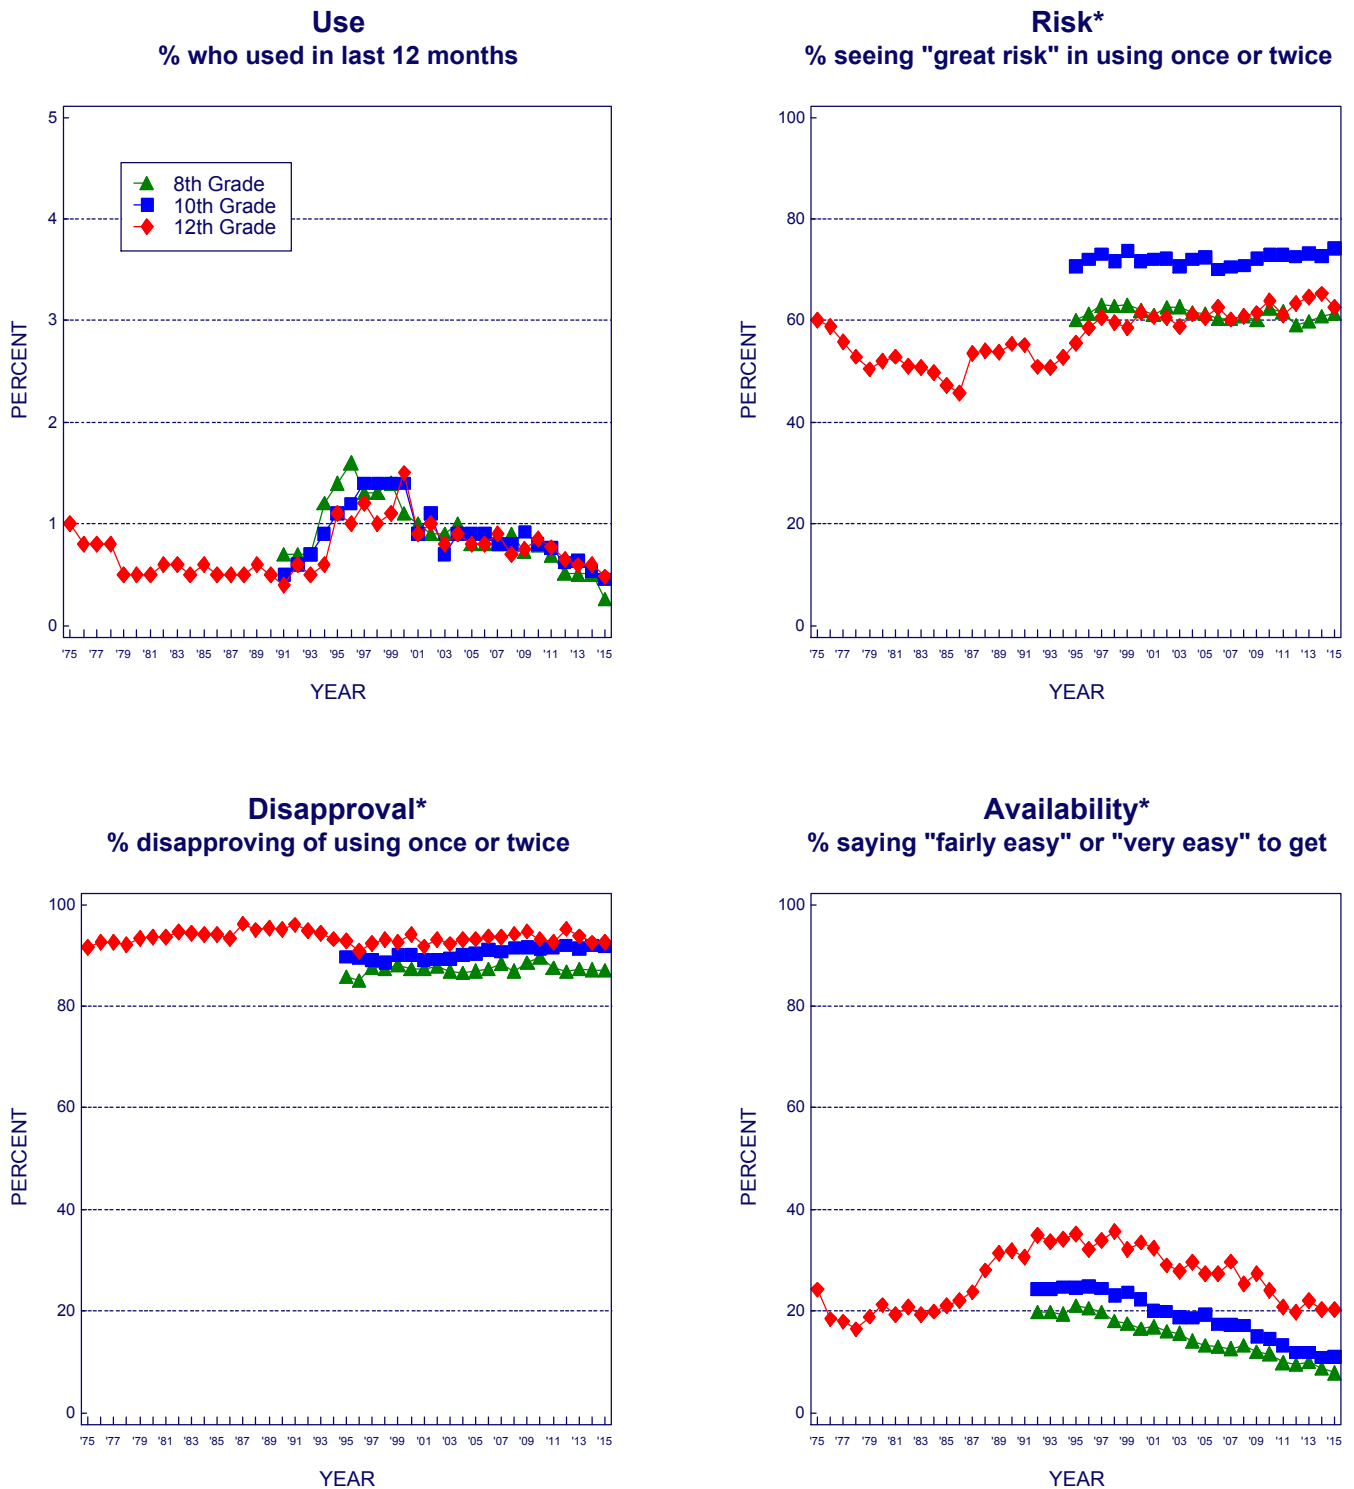 Use
% who used in last 12 months
5
4
3
2
1
0
PERCENT
8th Grade
10th Grade
12th Grade
'75 '77 '79 '81 '83 '85 '87 '89 '91 '93 '95 '97 '99 '01 '03 '05 '07 '09 '11 '13 '15
YEAR
Risk*
% seeing "great risk" in using once or twice
100
80
60
40
20
0
PERCENT
'75 '77 '79 '81 '83 '85 '87 '89 '91 '93 '95 '97 '99 '01 '03 '05 '07 '09 '11 '13 '15
YEAR
Disapproval*
% disapproving of using once or twice
100
80
60
40
20
0
PERCENT
'75 '77 '79 '81 '83 '85 '87 '89 '91 '93 '95 '97 '99 '01 '03 '05 '07 '09 '11 '13 '15
YEAR
Availability*
% saying "fairly easy" or "very easy" to get
100
80
60
40
20
0
PERCENT
'75 '77 '79 '81 '83 '85 '87 '89 '91 '93 '95 '97 '99 '01 '03 '05 '07 '09 '11 '13 '15
YEAR